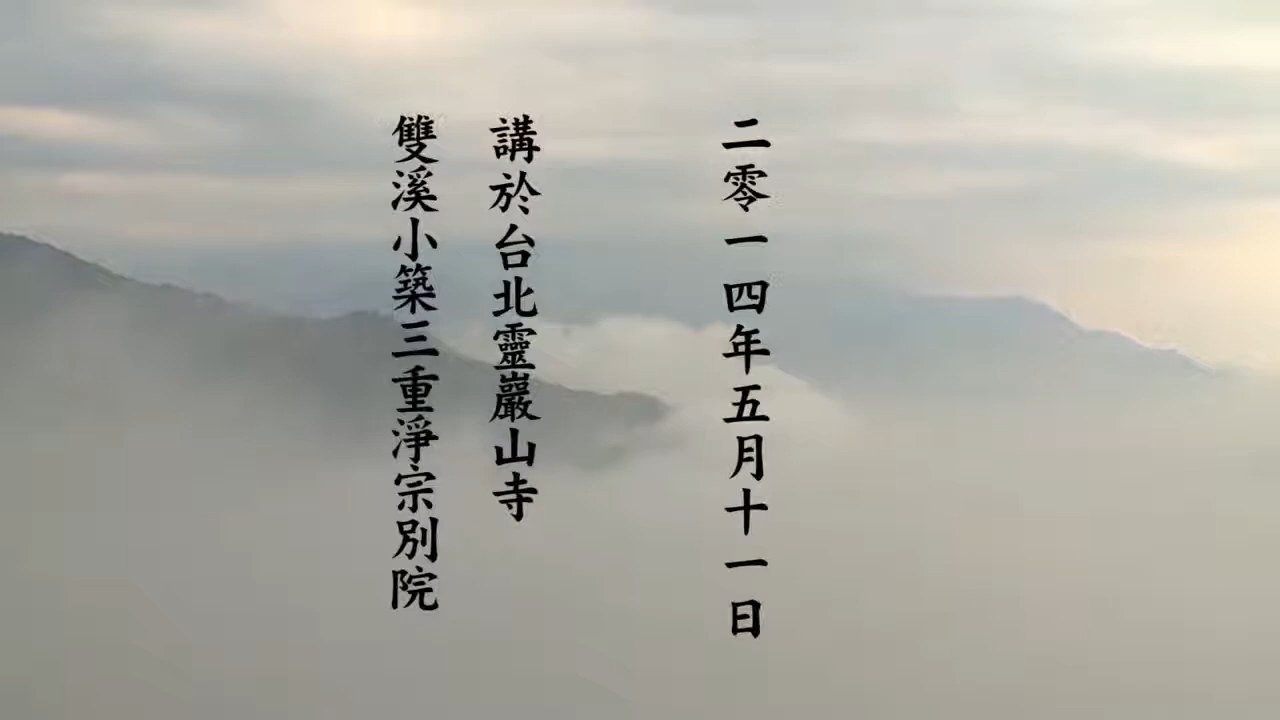 二零一四年五月十一日
講於台北靈巖山寺
雙溪小築三重淨宗別院